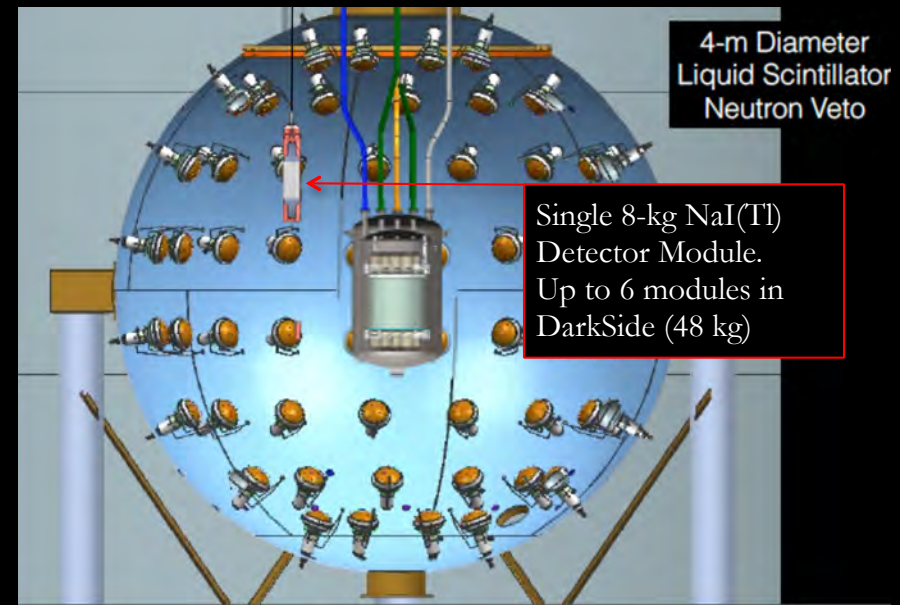 4-m Diameter
Liquid Scintillator
Neutron Veto
Single 8-kg NaI(Tl)
Detector Module.
Up to 6 modules in
DarkSide (48 kg)